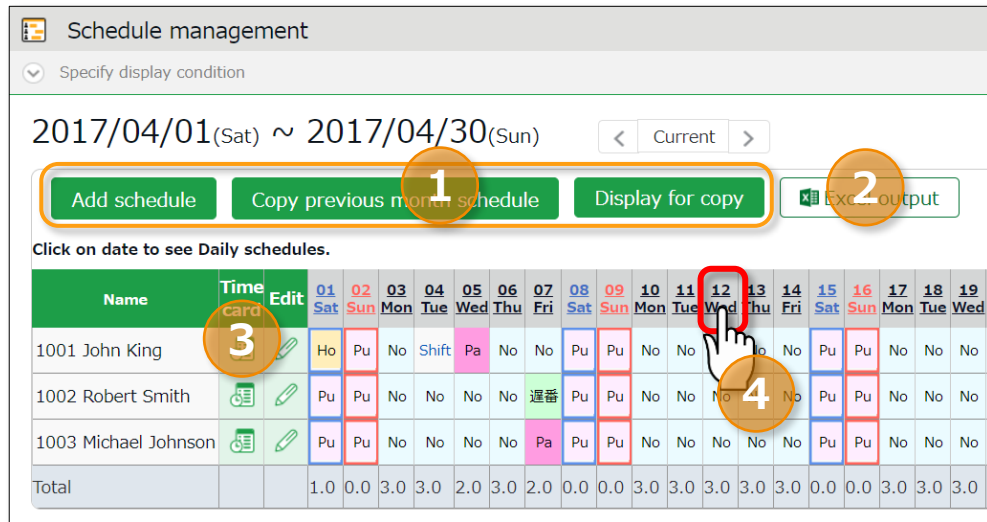 Schedule management
Specify display condition
2017/04/01(Sat) ~ 2017/04/30(Sun) < Current >
Add schedule Copy previous month schedule Display for copy Excel output
1 2
Click on date to see Daily schedules.
Name Time card Edit 01 Sat 02 Sun 03 Mon 04 Tue 05 Wed 06 Thu 07 Fri 08 Sat 09 Sun 10 Mon 11 Tue 12 Wed 13 Thu 14 Fri 15 Sat 16 Sun 17 Mon 18 Tue 19 Wed
1001 John King 3 Ho Pu No Shift Pa No No Pu Pu No No No No Pu Pu No No No
1002 Robert Smith Pu Pu No No No No 遅番 Pu Pu No No No 4 No Pu Pu No No No
1003 Michael Johnson Pu Pu No No No No Pa Pu Pu No No No No No Pu Pu No No No
Total 1.0 0.0 3.0 3.0 2.0 3.0 2.0 0.0 0.0 3.0 3.0 3.0 3.0 3.0 0.0 0.0 3.0 3.0 3.0